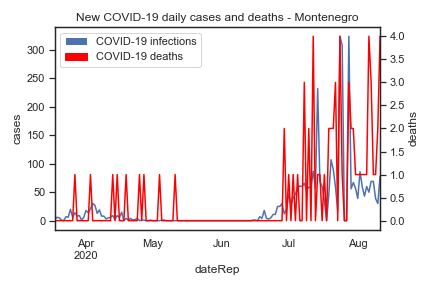 New COVID-19 daily cases and deaths - Montenegro
COVID-19 infections
COVID-19 deaths
300
250
200
150
100
50
0
cases
4.0
3.5
3.0
2.5
2.0
1.5
1.0
0.5
0.0
deaths
Apr May Jun Jul Aug
2020
dateRep